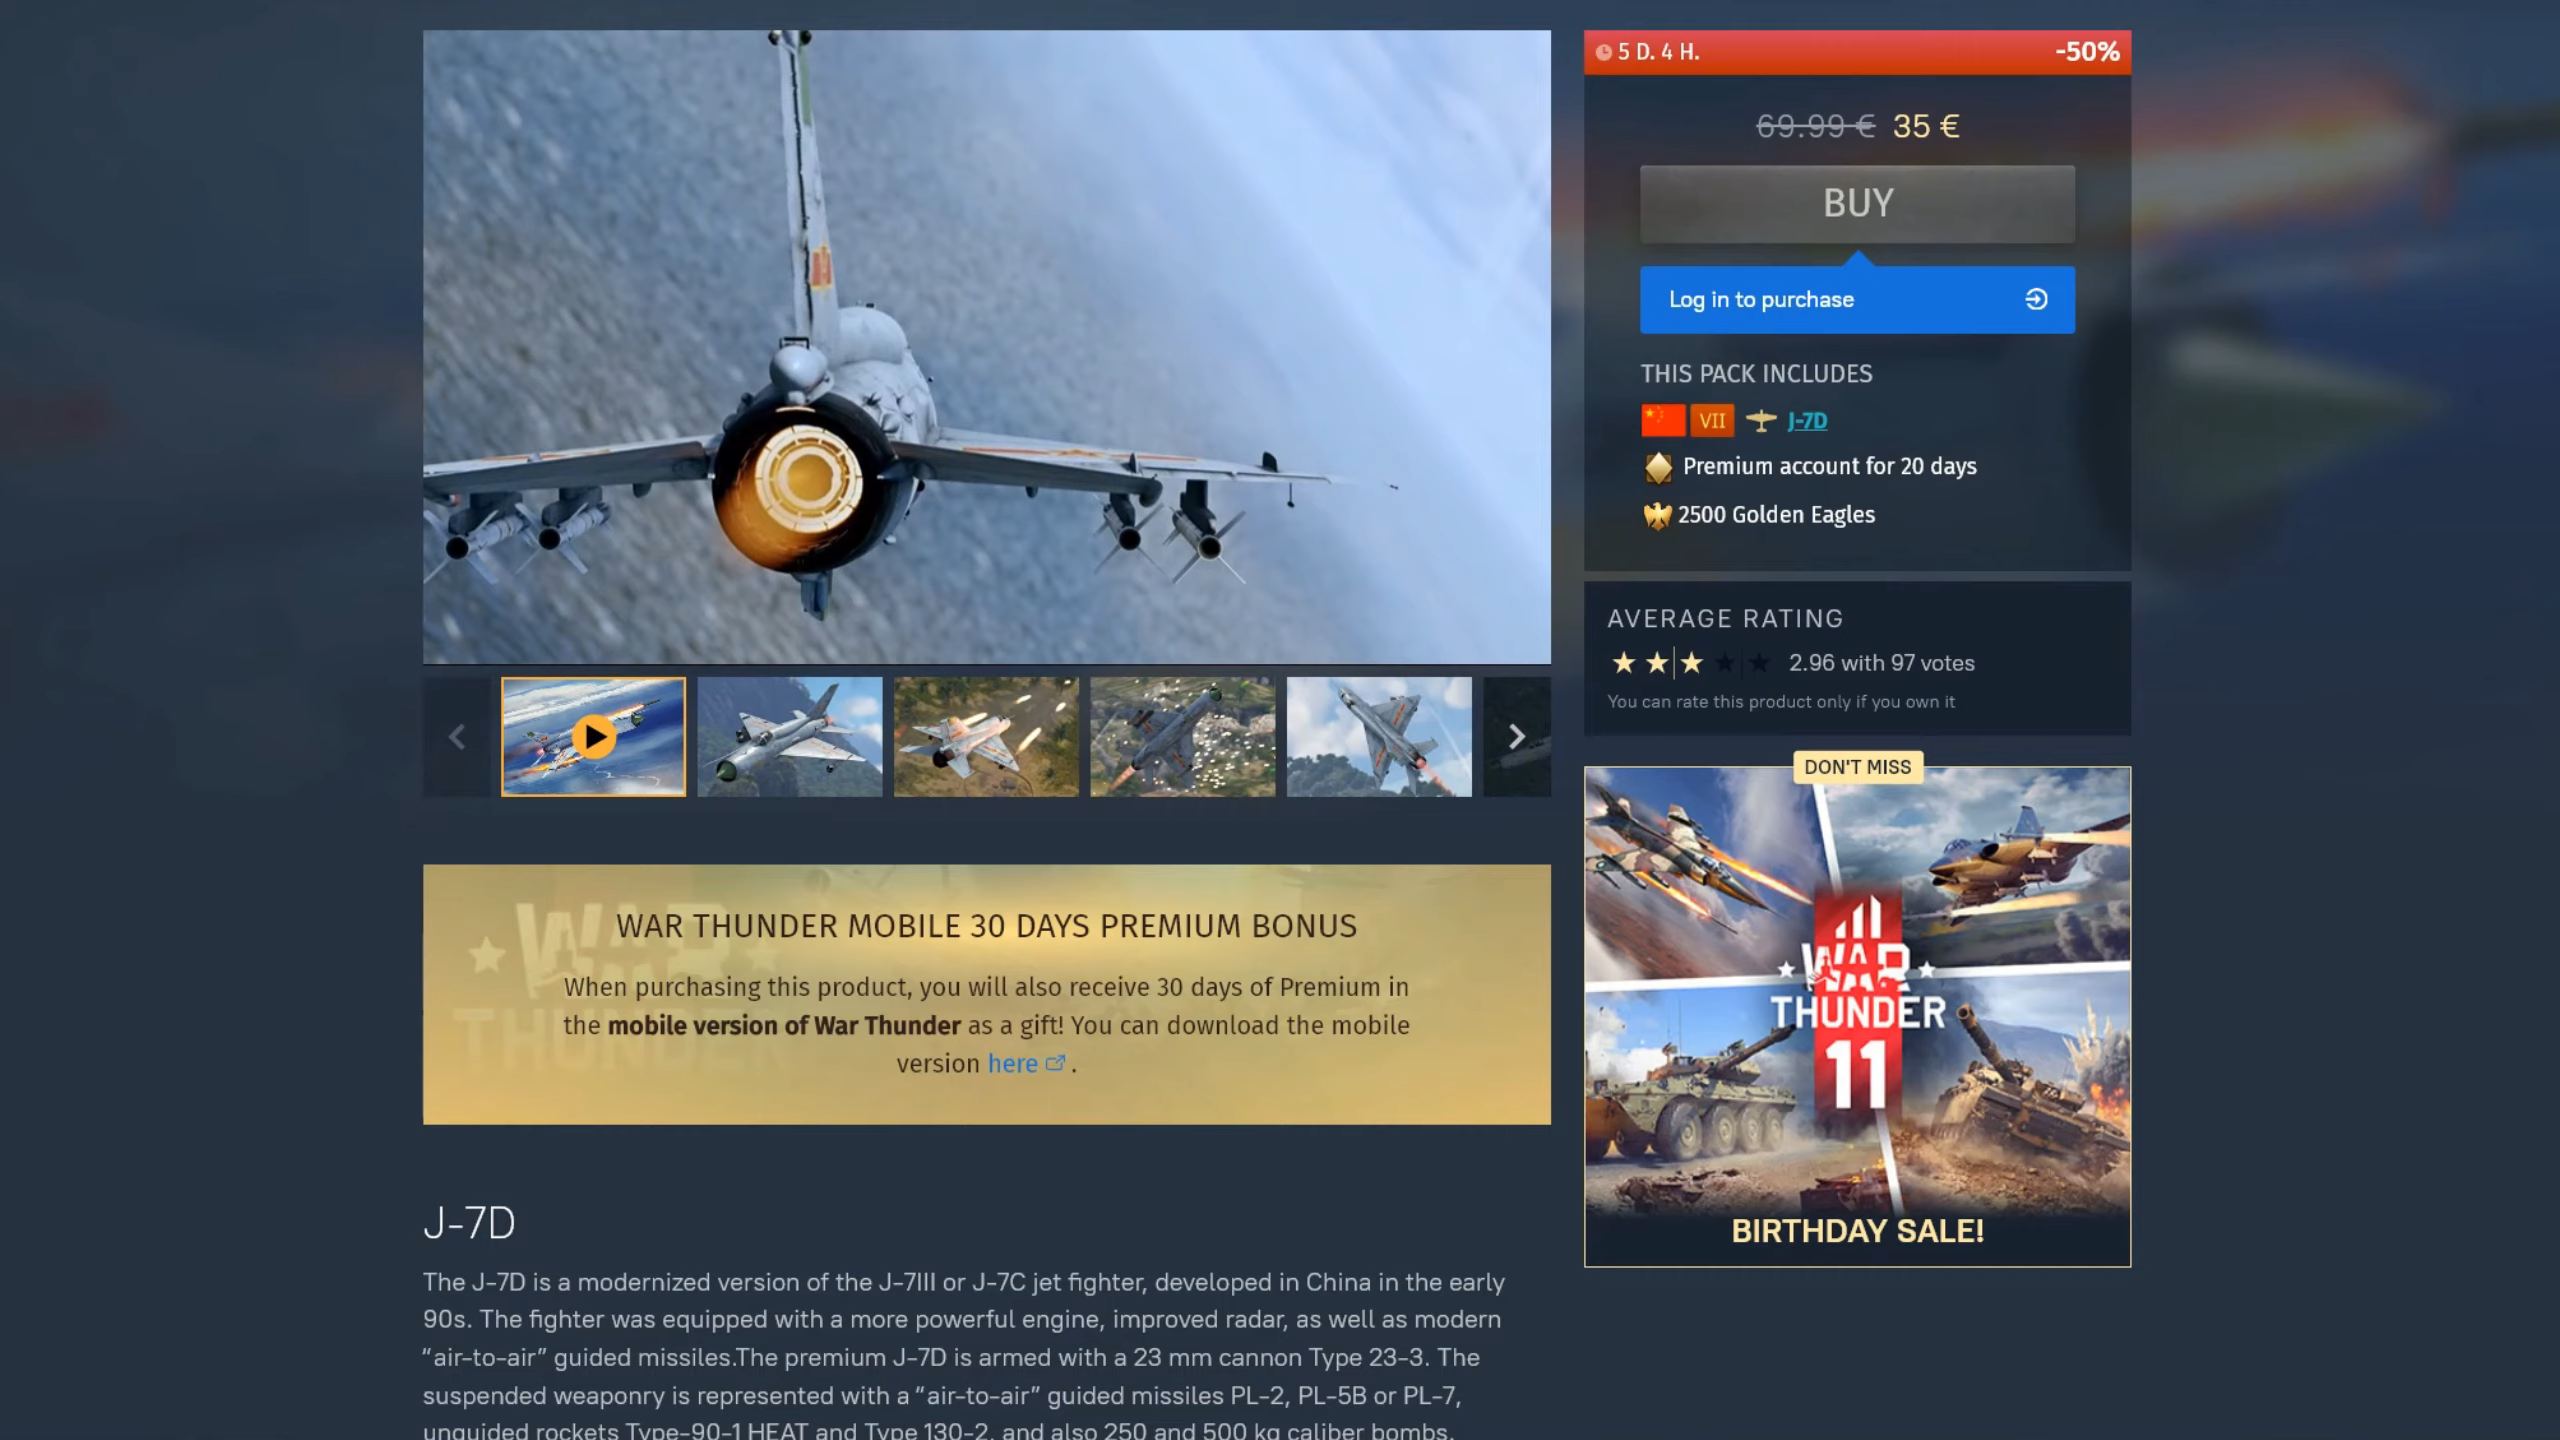 5 D. 4 H.
-50%
69.99 € 35 €
BUY
Log in to purchase
THIS PACK INCLUDES
VII J-7D
Premium account for 20 days
2500 Golden Eagles
AVERAGE RATING
2.96 with 97 votes
You can rate this product only if you own it
DON'T MISS
WAR
THUNDER
11
BIRTHDAY SALE!
WAR
THUNDER
WAR THUNDER MOBILE 30 DAYS PREMIUM BONUS
When purchasing this product, you will also receive 30 days of Premium in
the mobile version of War Thunder as a gift! You can download the mobile
version here .
J-7D
The J-7D is a modernized version of the J-7III or J-7C jet fighter, developed in China in the early
90s. The fighter was equipped with a more powerful engine, improved radar, as well as modern
“air-to-air” guided missiles.The premium J-7D is armed with a 23 mm cannon Type 23-3. The
suspended weaponry is represented with a “air-to-air” guided missiles PL-2, PL-5B or PL-7,
unguided rockets Type-90-1 HEAT and Type 130-2, and also 250 and 500 kg caliber bombs.